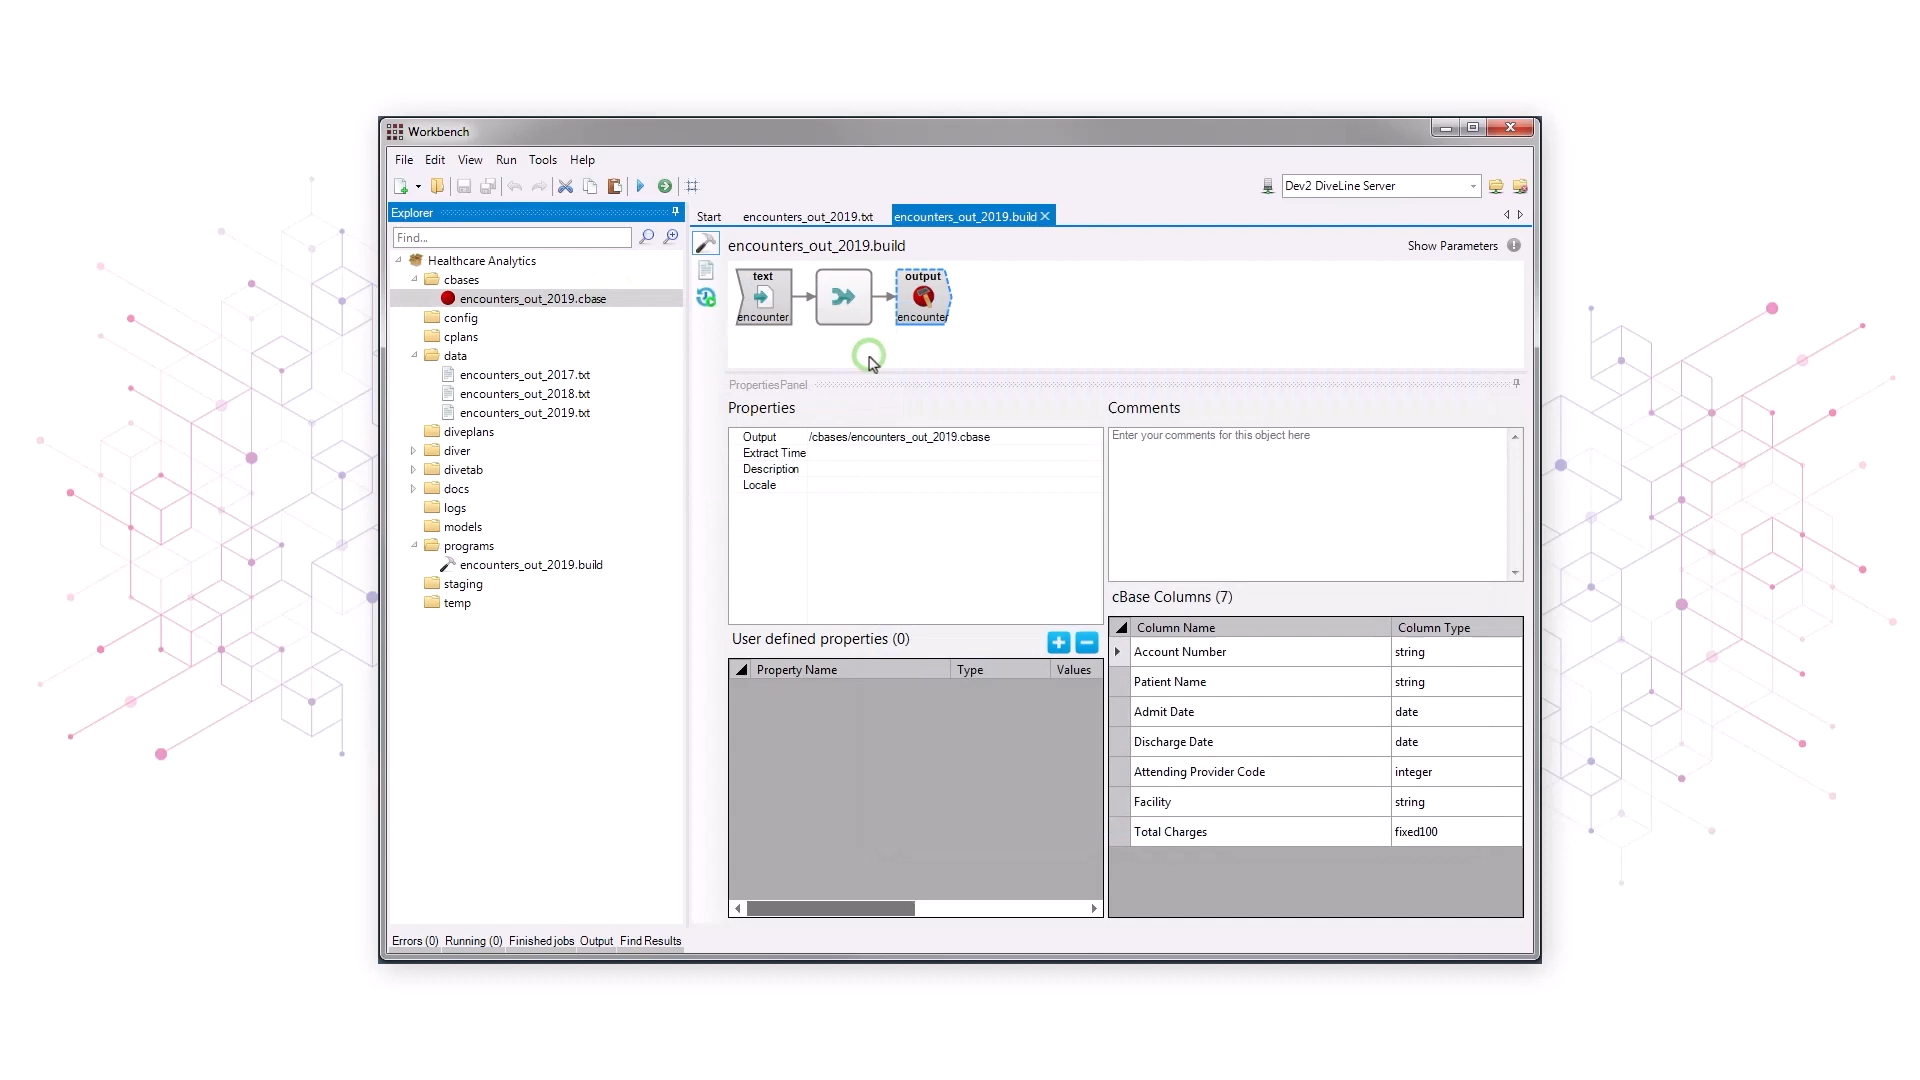 Workbench
File Edit View Run Tools Help
Dev2 DiveLine Server
Explorer
Start encounters_out_2019.txt encounters_out_2019.build
Find...
encounters_out_2019.build
Show Parameters
Healthcare Analytics
cbases
encounters_out_2019.cbase
config
cplans
data
encounters_out_2017.txt
encounters_out_2018.txt
encounters_out_2019.txt
diveplans
diver
divetab
docs
logs
models
programs
encounters_out_2019.build
staging
temp
text
encounter
output
encounter
PropertiesPanel
Properties
Output /cbases/encounters_out_2019.cbase
Extract Time
Description
Locale
User defined properties (0)
Property Name Type Values
Comments
Enter your comments for this object here
cBase Columns (7)
Column Name Column Type
Account Number string
Patient Name string
Admit Date date
Discharge Date date
Attending Provider Code integer
Facility string
Total Charges fixed100
Errors (0) Running (0) Finished jobs Output Find Results